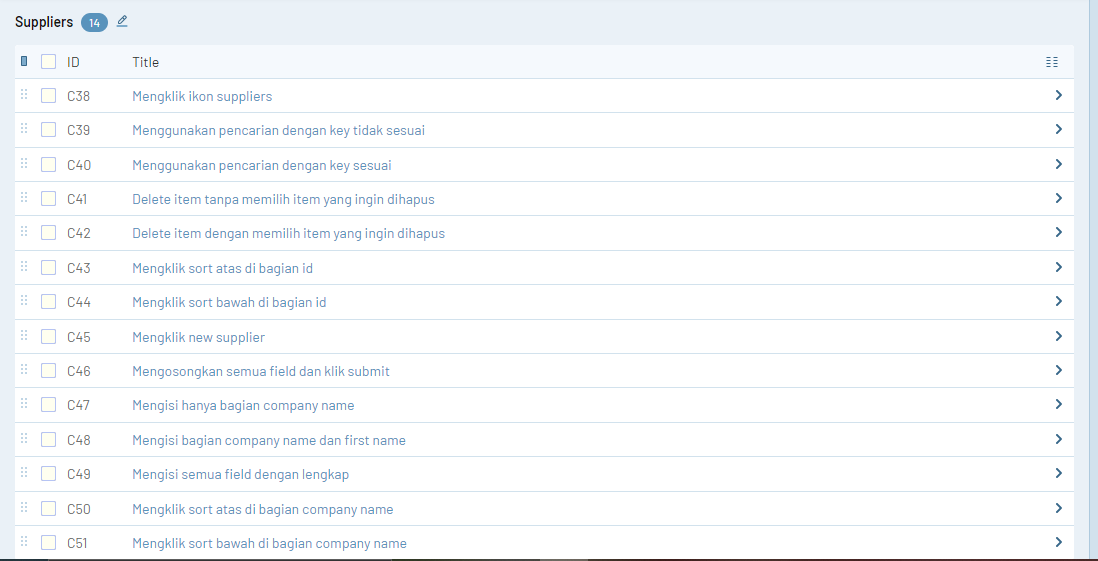 Suppliers 14
ID Title
C38 Mengklik ikon suppliers
C39 Menggunakan pencarian dengan key tidak sesuai
C40 Menggunakan pencarian dengan key sesuai
C41 Delete item tanpa memilih item yang ingin dihapus
C42 Delete item dengan memilih item yang ingin dihapus
C43 Mengklik sort atas di bagian id
C44 Mengklik sort bawah di bagian id
C45 Mengklik new supplier
C46 Mengosongkan semua field dan klik submit
C47 Mengisi hanya bagian company name
C48 Mengisi bagian company name dan first name
C49 Mengisi semua field dengan lengkap
C50 Mengklik sort atas di bagian company name
C51 Mengklik sort bawah di bagian company name